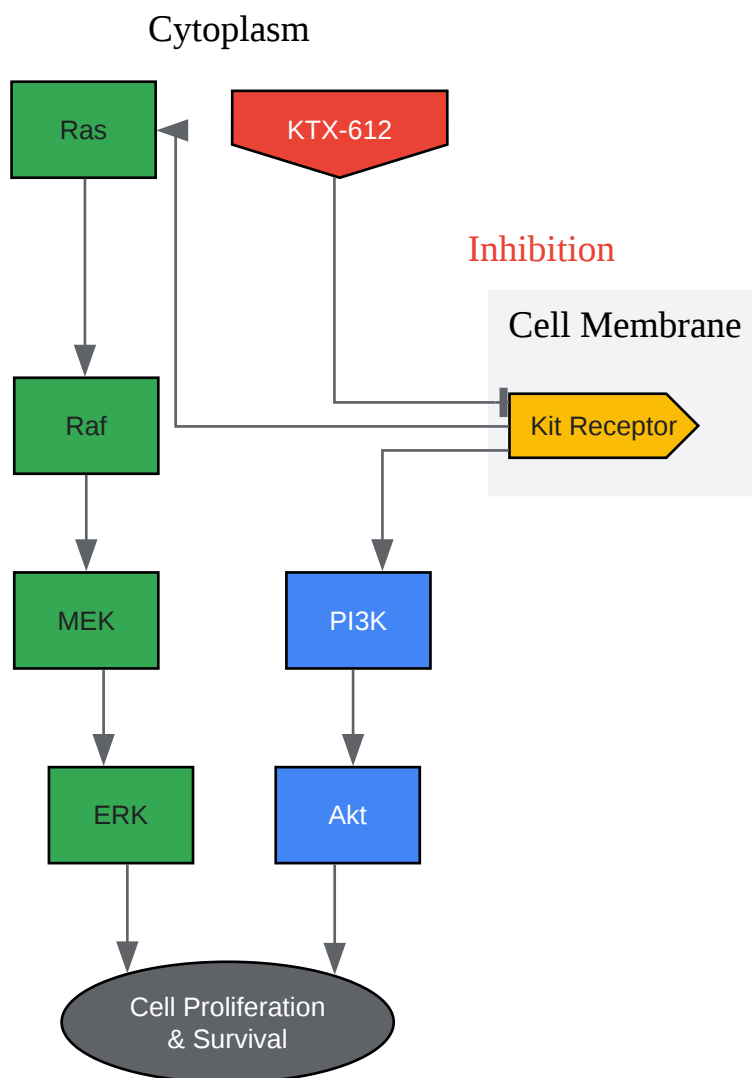 Cytoplasm
Ras
KTX-612
Inhibition
Cell Membrane
Raf
Kit Receptor
MEK
PI3K
ERK
Akt
Cell Proliferation
& Survival